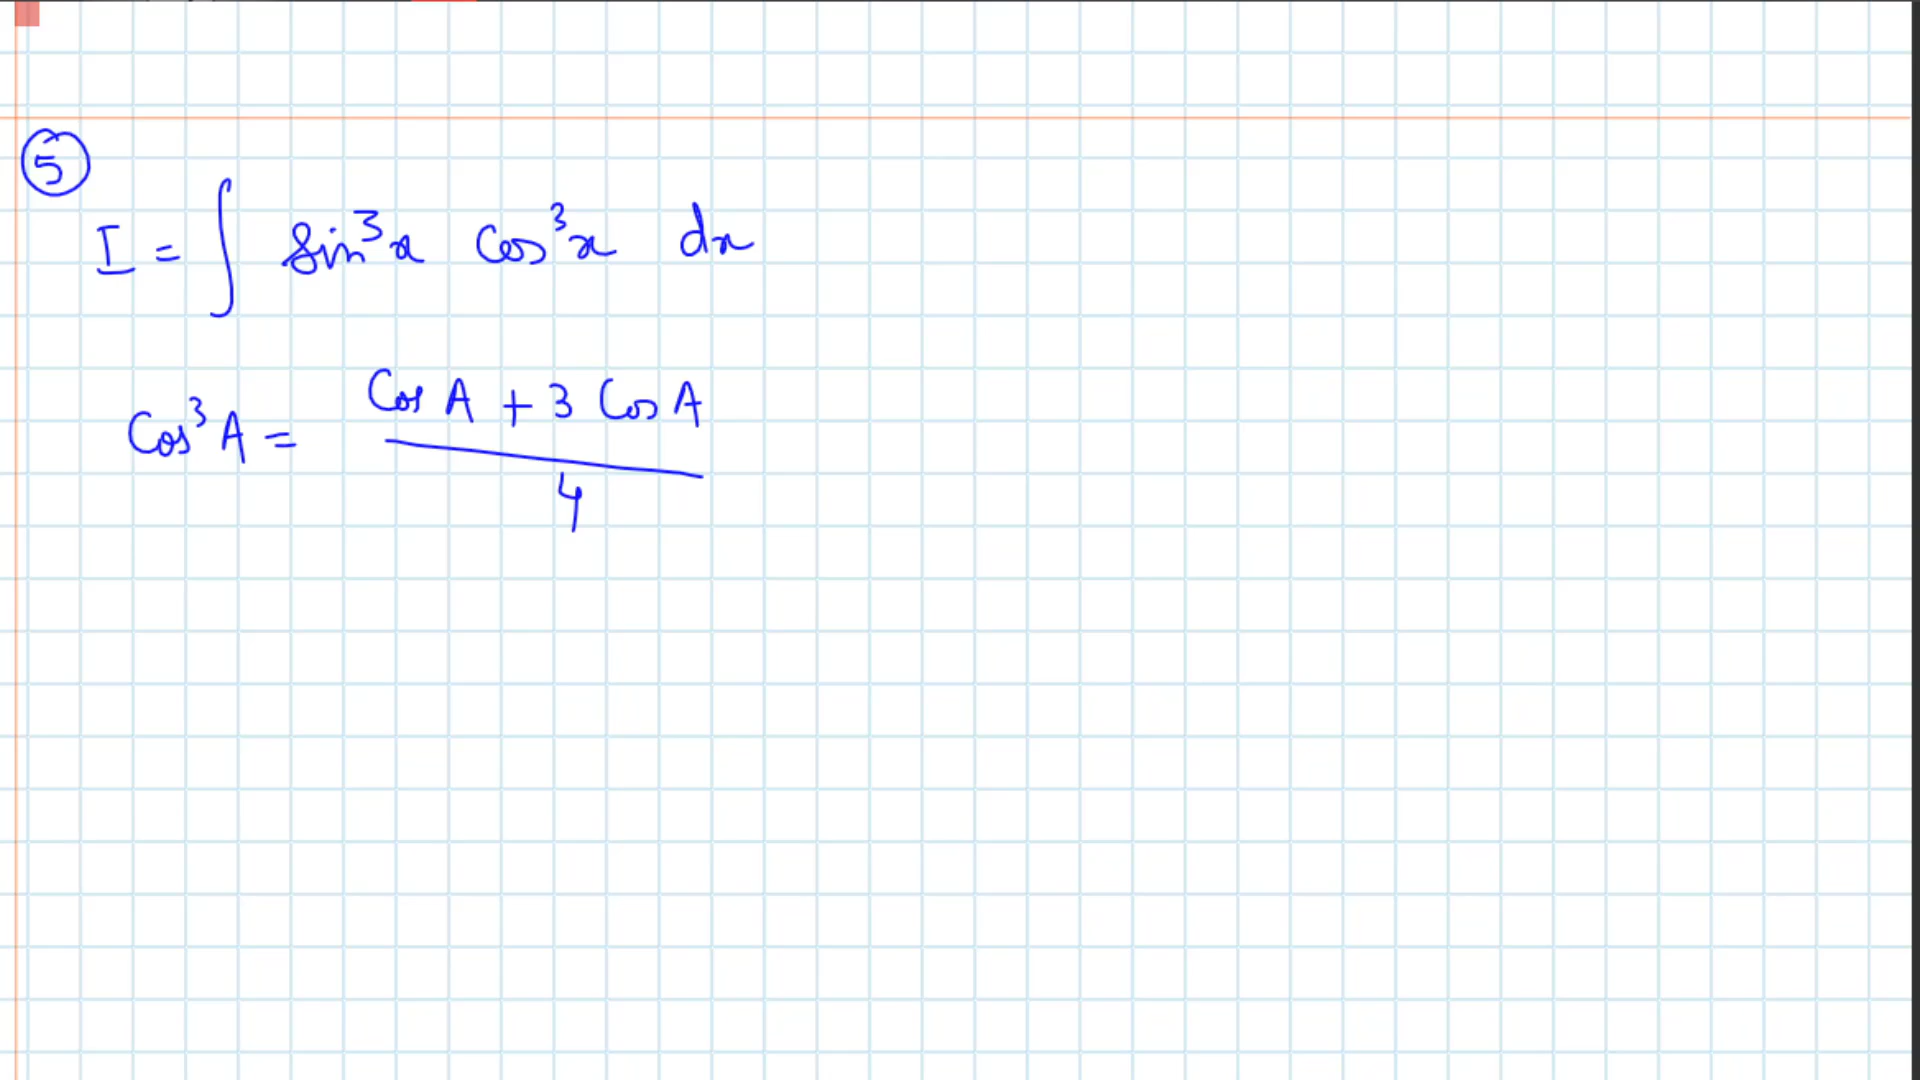 5
I = ∫ sin³x cos³x dx
Cos³A = (Cos A + 3 Cos A) / 4